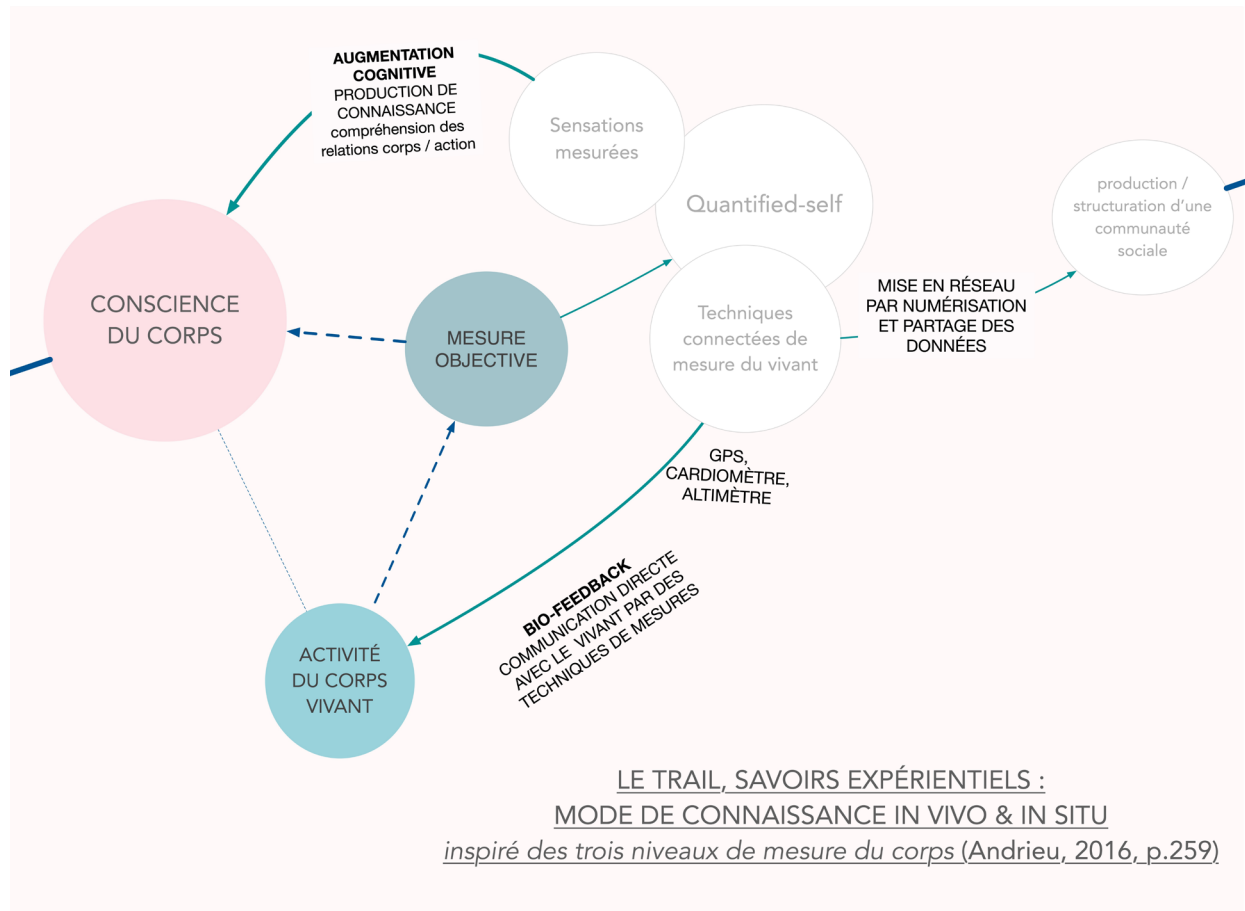 AUGMENTATION
COGNITIVE
PRODUCTION DE
CONNAISSANCE
compréhension des
relations corps / action
Sensations
mesurées
Quantified-self
production /
structuration d'une
communauté
sociale
CONSCIENCE
DU CORPS
MESURE
OBJECTIVE
Techniques
connectées de
mesure du vivant
MISE EN RÉSEAU
PAR NUMÉRISATION
ET PARTAGE DES
DONNÉES
GPS,
CARDIOMÈTRE,
ALTIMÈTRE
BIO-FEEDBACK
COMMUNICATION DIRECTE
AVEC LE VIVANT PAR DES
TECHNIQUES DE MESURES
ACTIVITÉ
DU CORPS
VIVANT
LE TRAIL, SAVOIRS EXPÉRIENTIELS :
MODE DE CONNAISSANCE IN VIVO & IN SITU
inspiré des trois niveaux de mesure du corps (Andrieu, 2016, p.259)